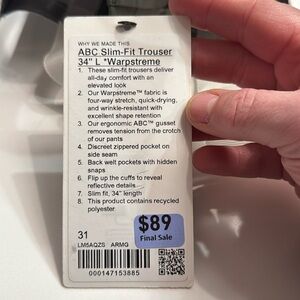 WHY WE MADE THIS
ABC Slim-Fit Trouser
34" L *Warpstreme
1. These slim-fit trousers deliver
all-day comfort with an
elevated look
2. Our Warpstreme™ fabric is
four-way stretch, quick-drying,
and wrinkle-resistant with
excellent shape retention
3. Our ergonomic ABC™ gusset
removes tension from the crotch
of our pants
4. Discreet zippered pocket on
side seam
5. Back welt pockets with hidden
snaps
6. Flip up the cuffs to reveal
reflective details
7. Slim fit, 34" length
8. This product contains recycled
polyester
$89
Final Sale
31
LM5AQZS ARMG
000147153885